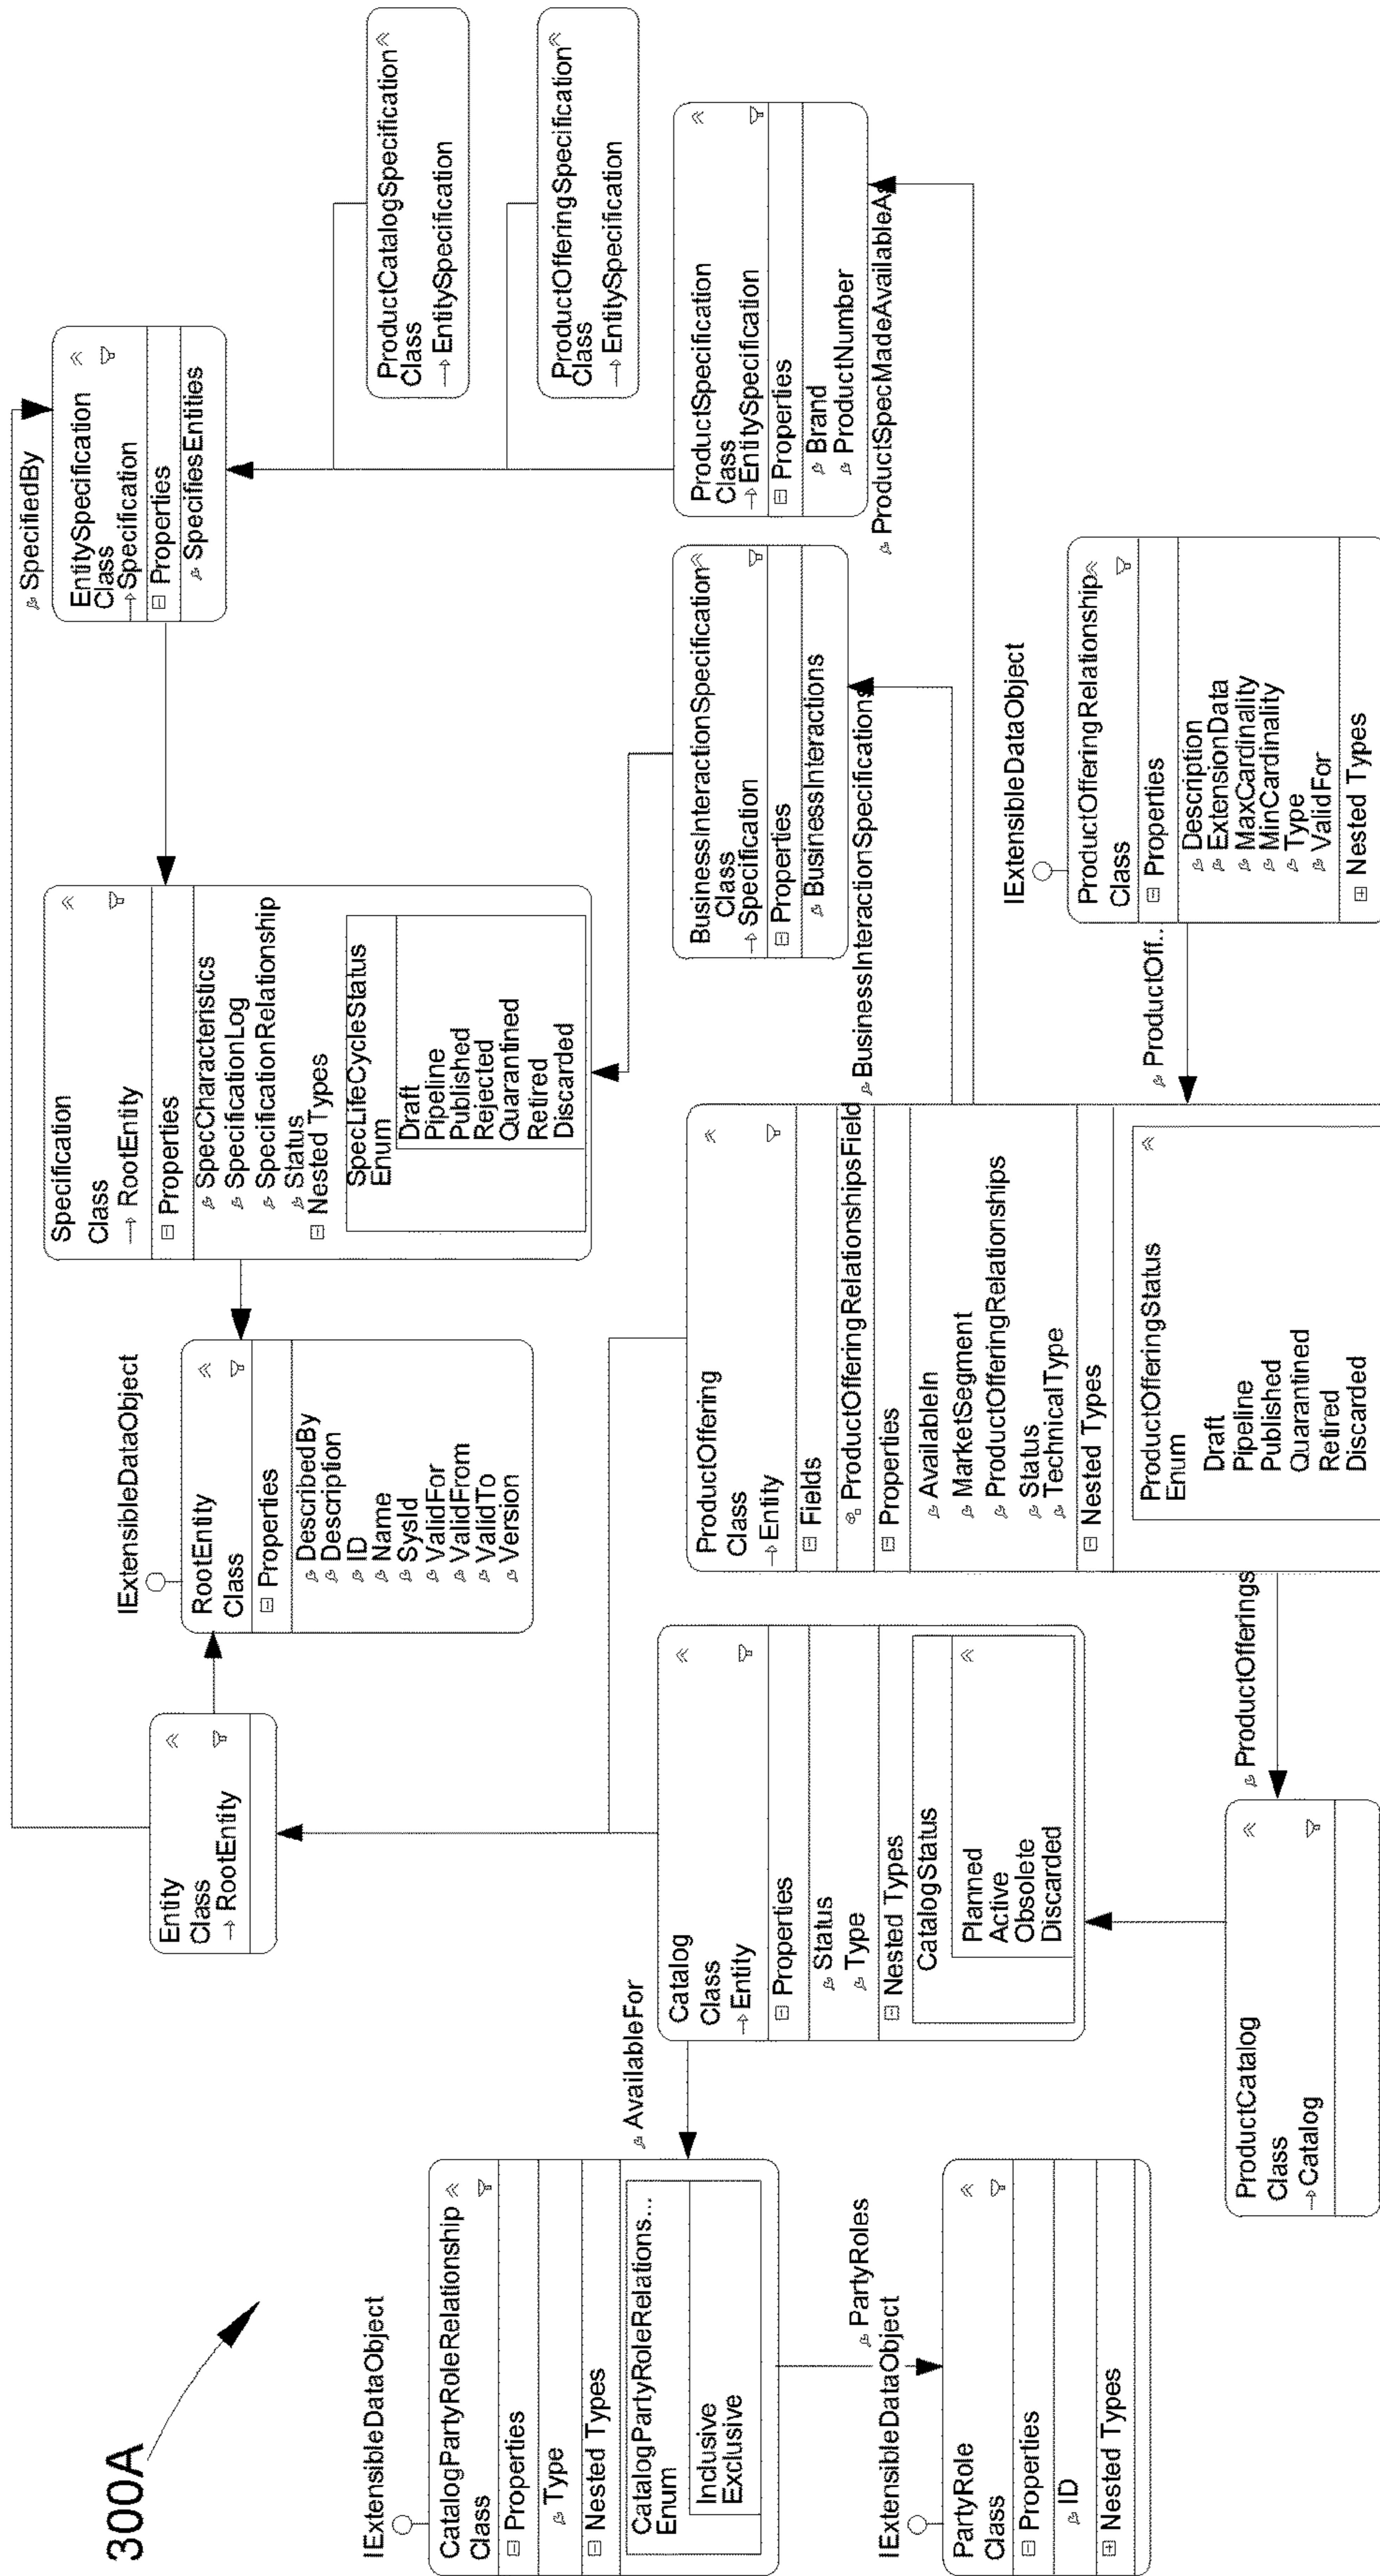 300A
IExtensibleDataObject
CatalogPartyRoleRelationship
Class
Properties
Type
Nested Types
CatalogPartyRoleRelations...
Enum
Inclusive
Exclusive
PartyRoles
IExtensibleDataObject
PartyRole
Class
Properties
ID
Nested Types
AvailableFor
Entity
Class
→ RootEntity
Catalog
Class
→ Entity
Properties
Status
Type
Nested Types
CatalogStatus
Planned
Active
Obsolete
Discarded
ProductCatalog
Class
→ Catalog
ProductOfferings
IExtensibleDataObject
RootEntity
Class
Properties
DescribedBy
Description
ID
Name
SysId
ValidFor
ValidFrom
ValidTo
Version
ProductOffering
Class
→ Entity
Fields
ProductOfferingRelationshipsField
Properties
AvailableIn
MarketSegment
ProductOfferingRelationships
Status
TechnicalType
Nested Types
ProductOfferingStatus
Enum
Draft
Pipeline
Published
Quarantined
Retired
Discarded
Specification
Class
→ RootEntity
Properties
SpecCharacteristics
SpecificationLog
SpecificationRelationship
Status
Nested Types
SpecLifeCycleStatus
Enum
Draft
Pipeline
Published
Rejected
Quarantined
Retired
Discarded
BusinessInteractionSpecification
Class
→ Specification
Properties
BusinessInteractions
BusinessInteractionSpecifications
ProductOff..
IExtensibleDataObject
ProductOfferingRelationship
Class
Properties
Description
ExtensionData
MaxCardinality
MinCardinality
Type
ValidFor
Nested Types
SpecifiedBy
EntitySpecification
Class
→ Specification
Properties
SpecifiesEntities
ProductCatalogSpecification
Class
→ EntitySpecification
ProductOfferingSpecification
Class
→ EntitySpecification
ProductSpecification
Class
→ EntitySpecification
Properties
Brand
ProductNumber
ProductSpecMadeAvailableAs